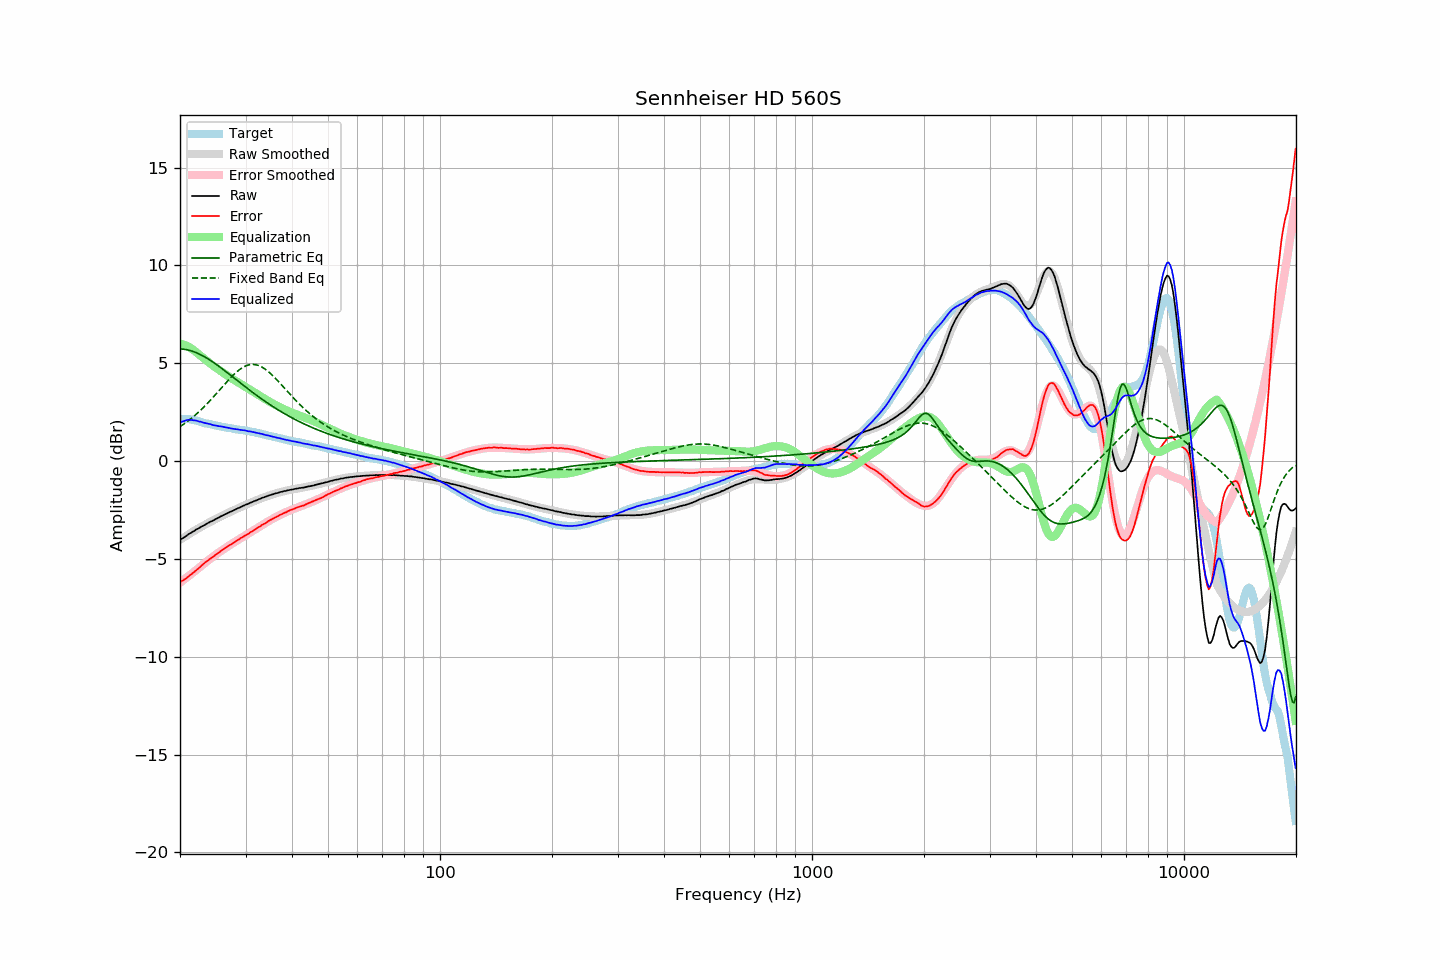 Sennheiser HD 560S
Target
Raw Smoothed
Error Smoothed
Raw
Error
Equalization
Parametric Eq
Fixed Band Eq
Equalized
Amplitude (dBr)
15
10
5
0
−5
−10
−15
−20
100
1000
10000
Frequency (Hz)